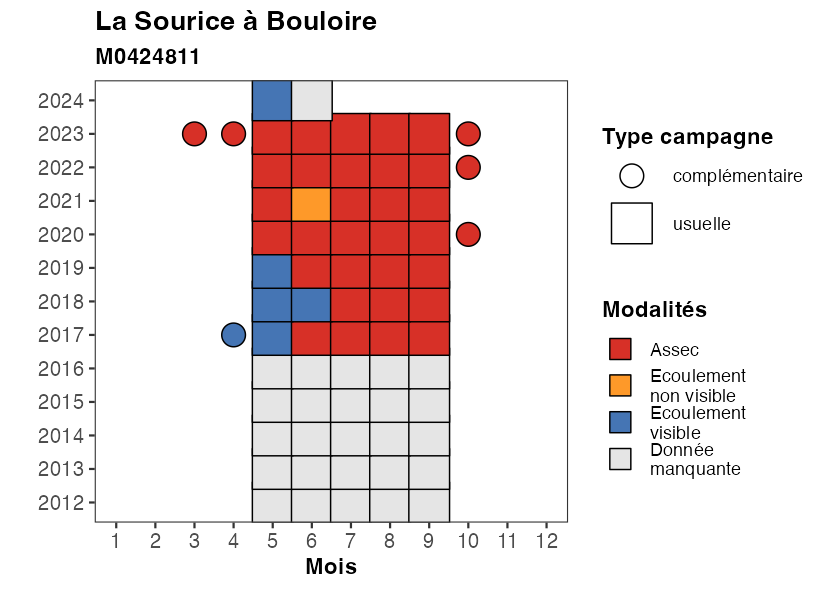 La Sourice à Bouloire
M0424811
2024
2023
2022
2021
2020
2019
2018
2017
2016
2015
2014
2013
2012
1 2 3 4 5 6 7 8 9 10 11 12
Mois
Type campagne
complémentaire
usuelle
Modalités
Assec
Ecoulement
non visible
Ecoulement
visible
Donnée
manquante